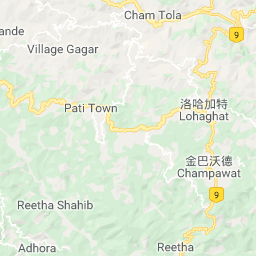 Cham Tola
ande
9
Village Gagar
Pati Town
洛哈加特
Lohaghat
金巴沃德
Champawat
9
Reetha Shahib
Adhora
Reetha